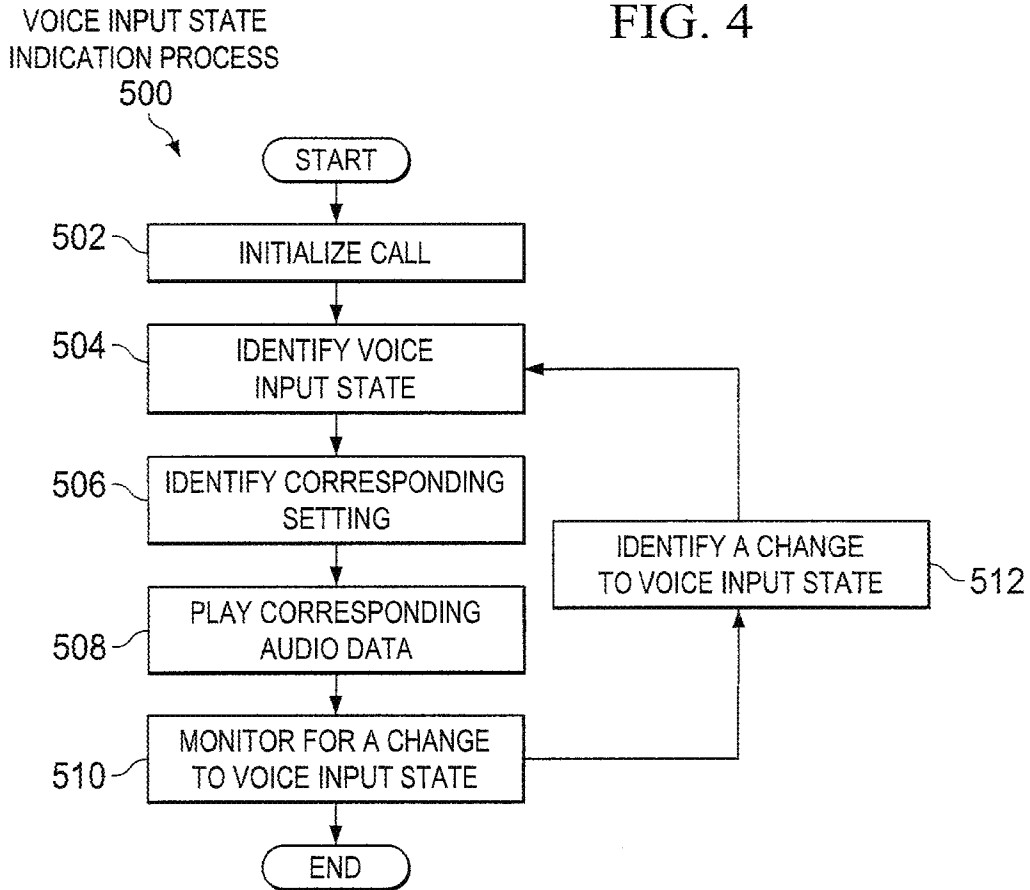 VOICE INPUT STATE
INDICATION PROCESS
500
FIG. 4
START
502
INITIALIZE CALL
504
IDENTIFY VOICE
INPUT STATE
506
IDENTIFY CORRESPONDING
SETTING
508
PLAY CORRESPONDING
AUDIO DATA
510
MONITOR FOR A CHANGE
TO VOICE INPUT STATE
IDENTIFY A CHANGE
TO VOICE INPUT STATE
512
END